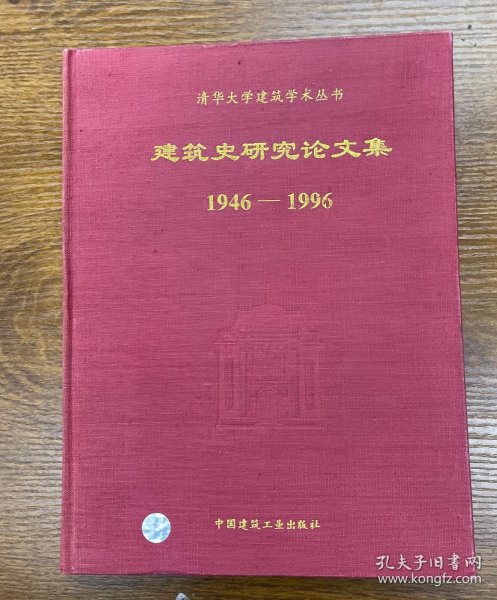 清华大学建筑学术丛书
建筑史研究论文集
1946—1996
中国建筑工业出版社
孔夫子旧书网
www.kongfz.com